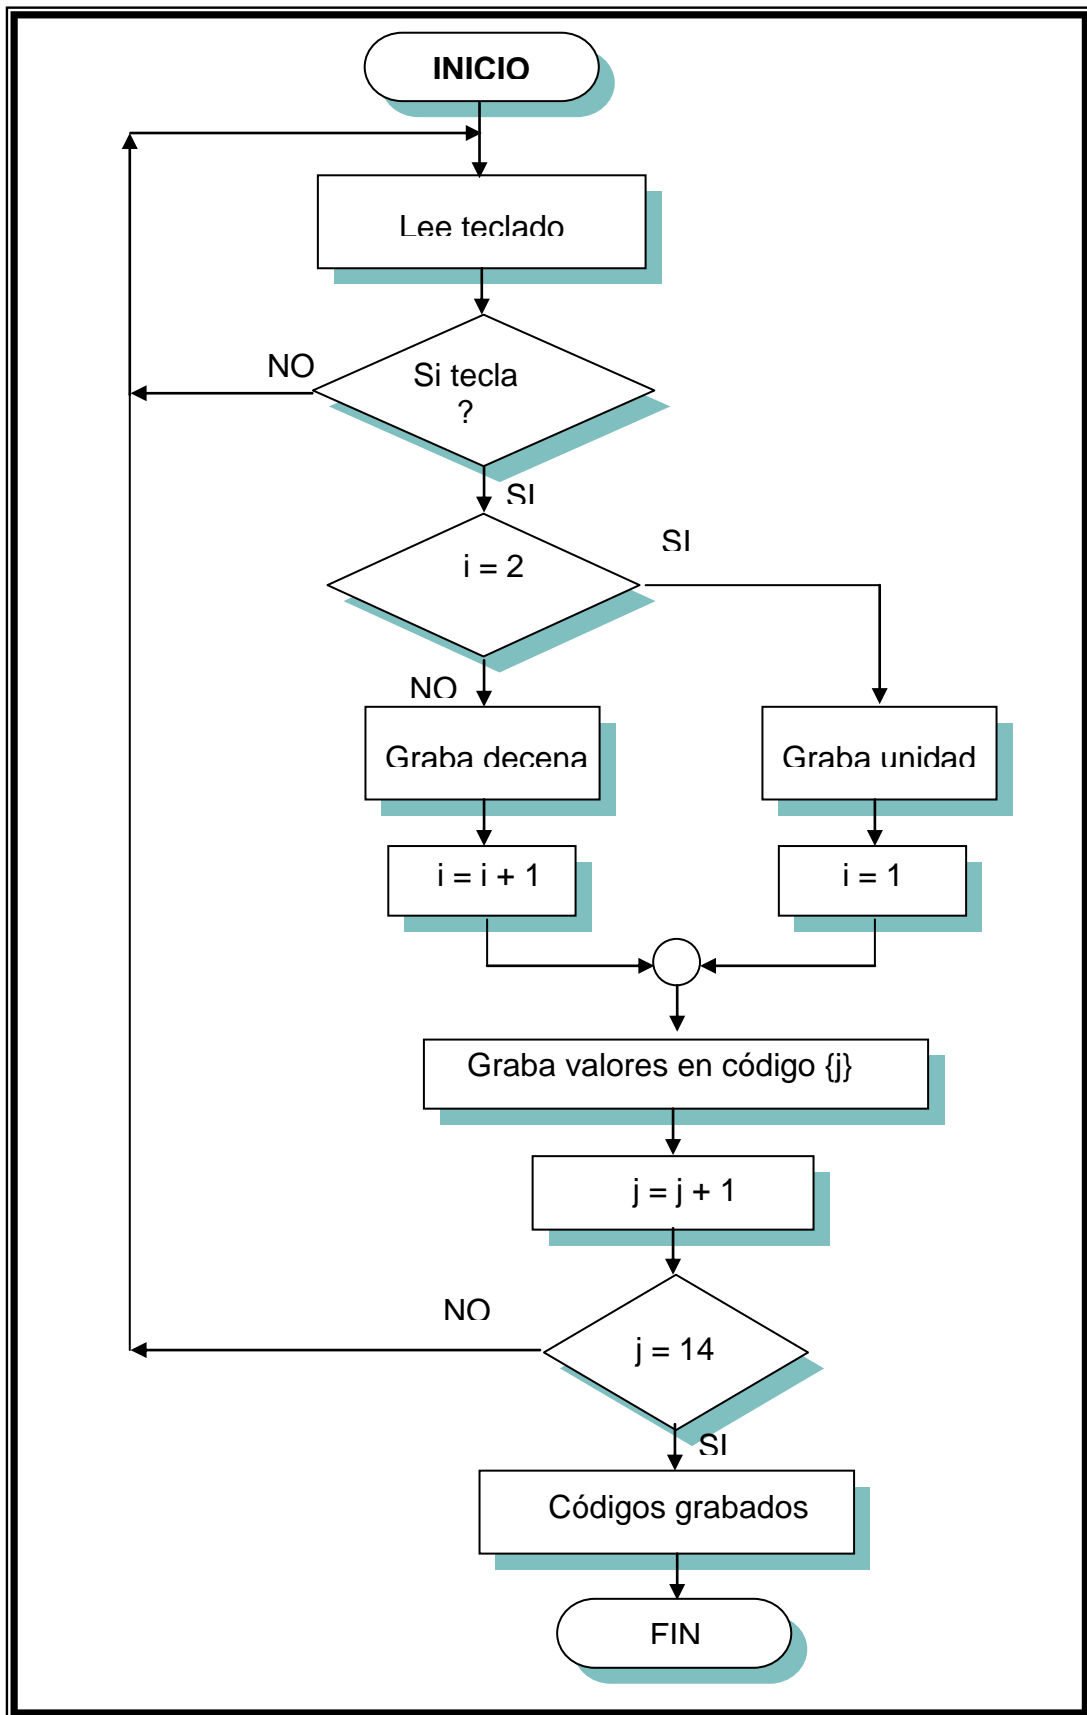 INICIO
Lee teclado
NO
Si tecla
?
SI
i = 2
SI
NO
Graba decena
Graba unidad
i = i + 1
i = 1
Graba valores en código {j}
j = j + 1
NO
j = 14
SI
Códigos grabados
FIN